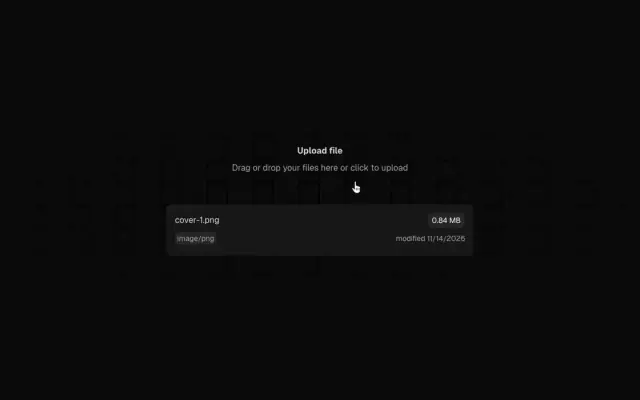 Upload file
Drag or drop your files here or click to upload
cover-1.png
0.84 MB
image/png
modified 11/14/2025